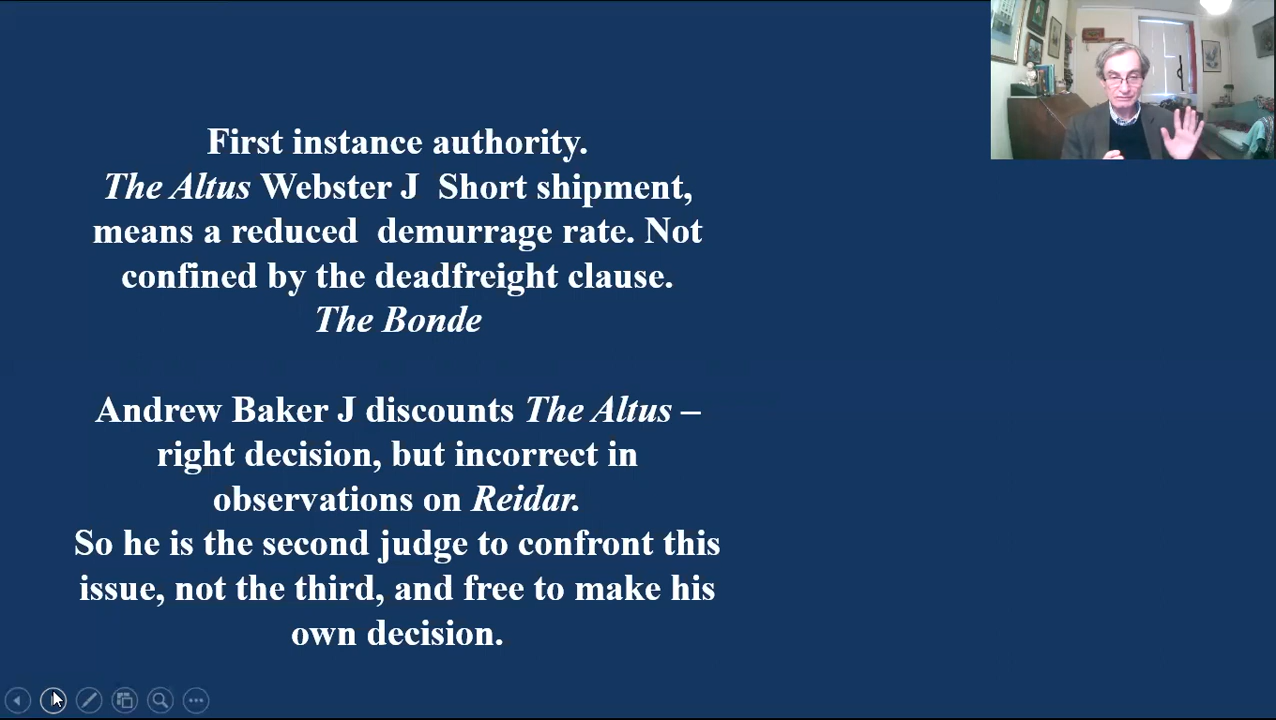 First instance authority.
The Altus Webster J Short shipment,
means a reduced demurrage rate. Not
confined by the deadfreight clause.
The Bonde
Andrew Baker J discounts The Altus –
right decision, but incorrect in
observations on Reidar.
So he is the second judge to confront this
issue, not the third, and free to make his
own decision.